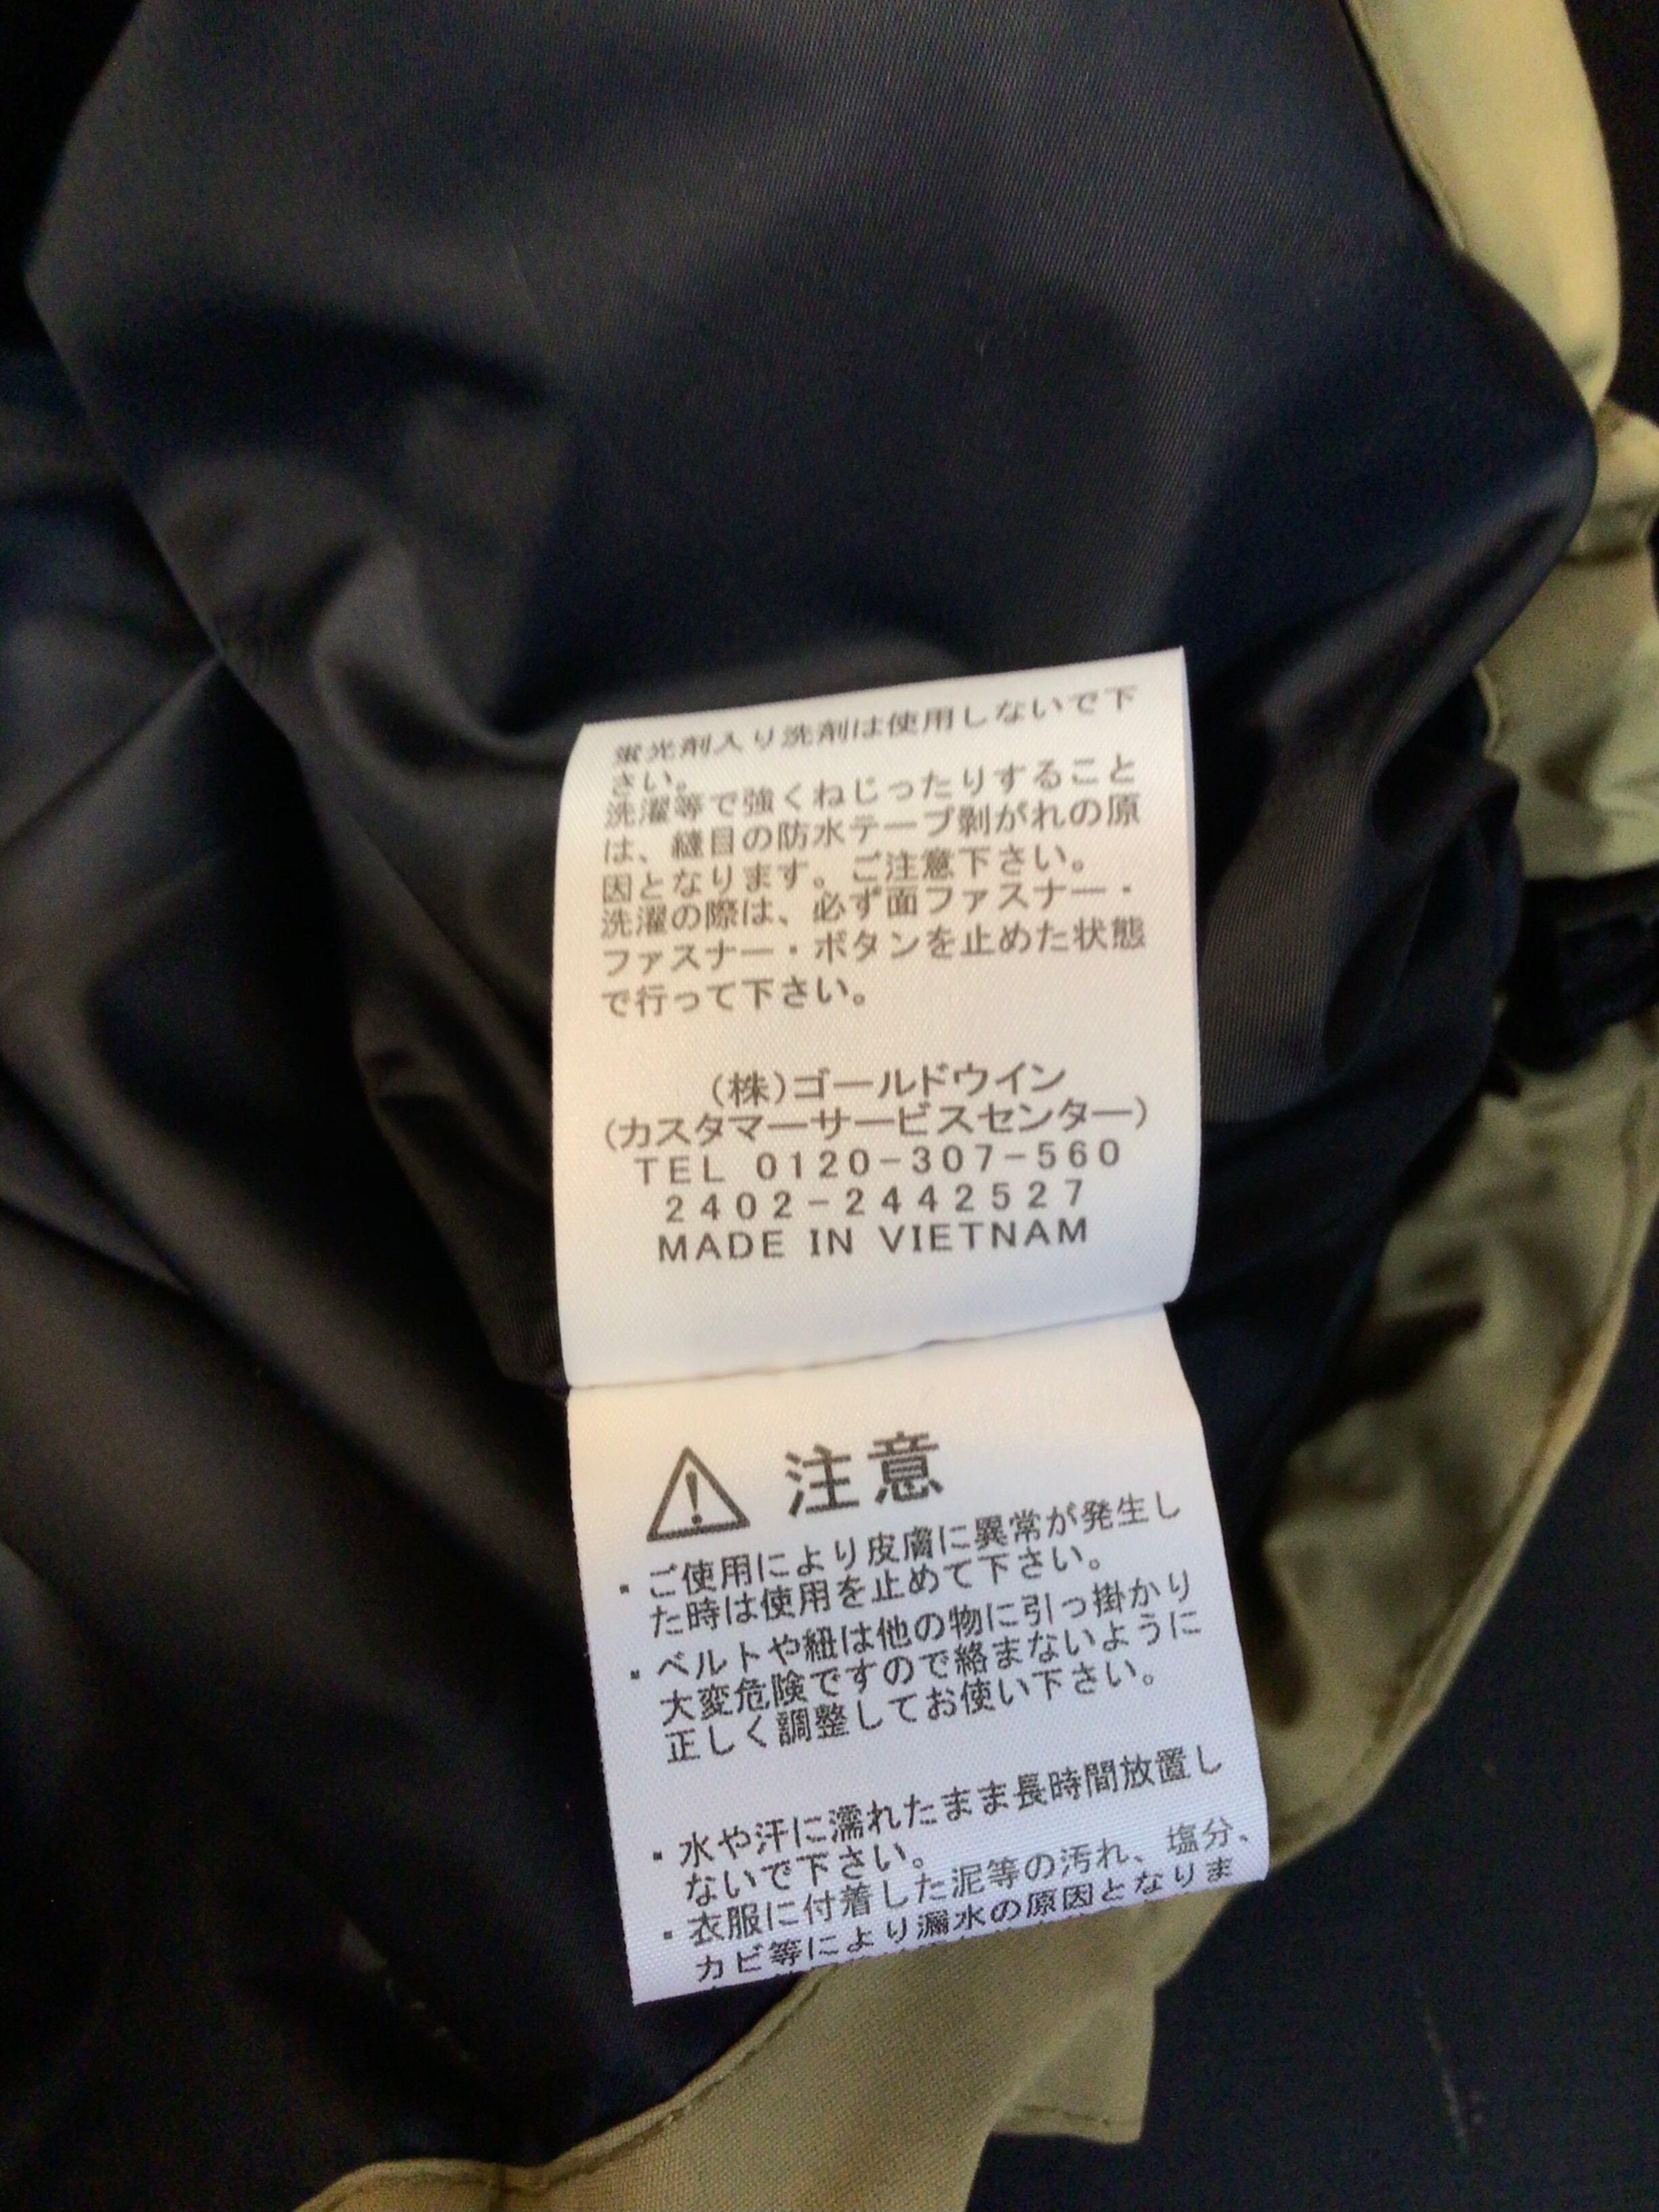 蛍光剤入り洗剤は使用しないで下
さい。
洗濯等で強くねじったりすること
は、縫目の防水テープ剥がれの原
因となります。ご注意下さい。
洗濯の際は、必ず面ファスナー・
ファスナー・ボタンを止めた状態
で行って下さい。
(株)ゴールドウイン
(カスタマーサービスセンター)
TEL 0120-307-560
2402-2442527
MADE IN VIETNAM
注意
・ご使用により皮膚に異常が発生し
た時は使用を止めて下さい。
・ベルトや紐は他の物に引っ掛かり
大変危険ですので絡まないように
正しく調整してお使い下さい。
・水や汗に濡れたまま長時間放置し
ないで下さい。
・衣服に付着した泥等の汚れ、塩分、
カビ等により漏水の原因となりま